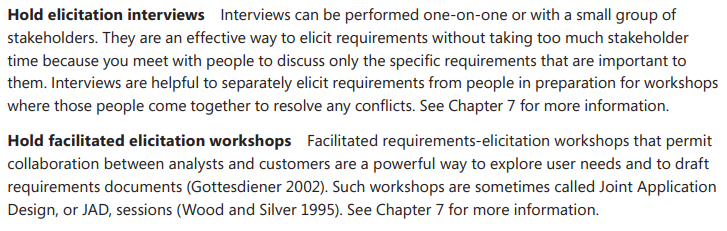 Hold elicitation interviews   Interviews can be performed one-on-one or with a small group of
stakeholders. They are an effective way to elicit requirements without taking too much stakeholder
time because you meet with people to discuss only the specific requirements that are important to
them. Interviews are helpful to separately elicit requirements from people in preparation for workshops
where those people come together to resolve any conflicts. See Chapter 7 for more information.
Hold facilitated elicitation workshops   Facilitated requirements-elicitation workshops that permit
collaboration between analysts and customers are a powerful way to explore user needs and to draft
requirements documents (Gottesdiener 2002). Such workshops are sometimes called Joint Application
Design, or JAD, sessions (Wood and Silver 1995). See Chapter 7 for more information.